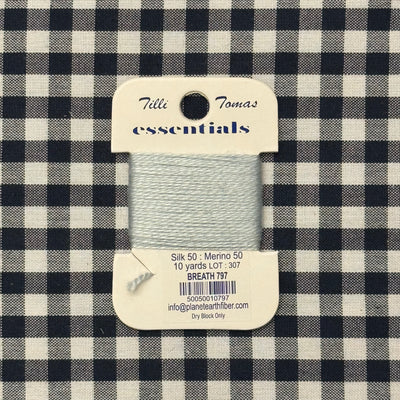 Tilli Tomas
essentials
Silk 50 : Merino 50
10 yards LOT : 307
BREATH 797
50050010797
info@planetearthfiber.com
Dry Block Only